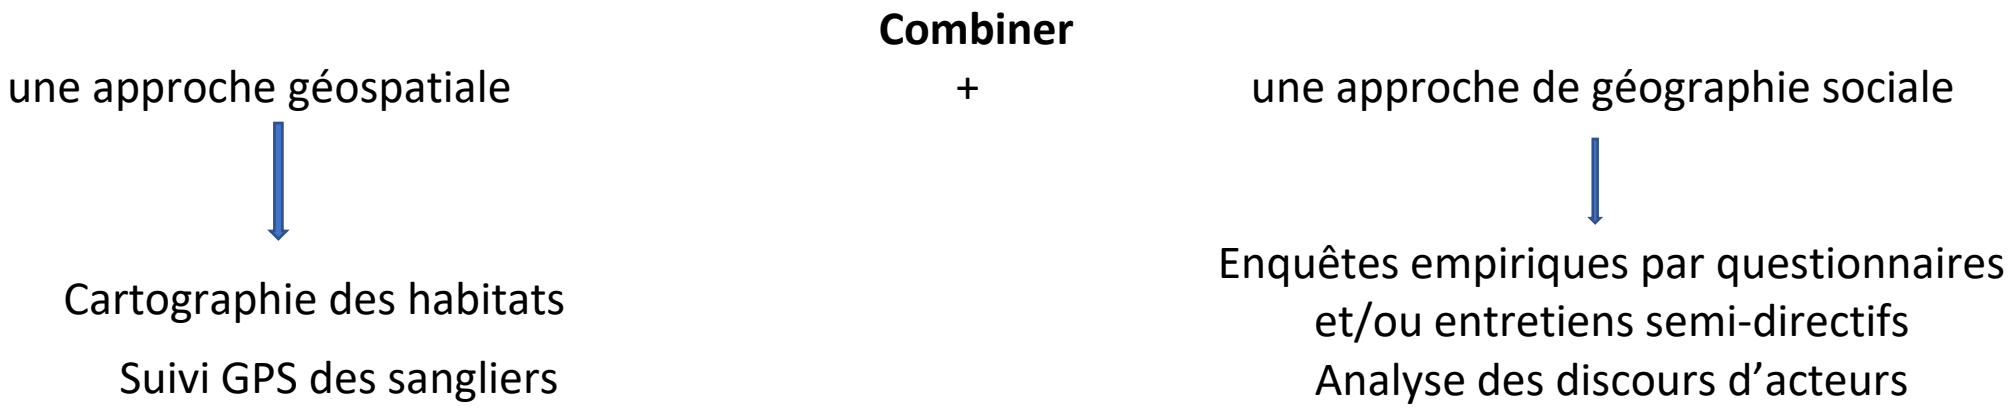 Combiner
une approche géospatiale
+
une approche de géographie sociale
Cartographie des habitats
Suivi GPS des sangliers
Enquêtes empiriques par questionnaires
et/ou entretiens semi-directifs
Analyse des discours d’acteurs